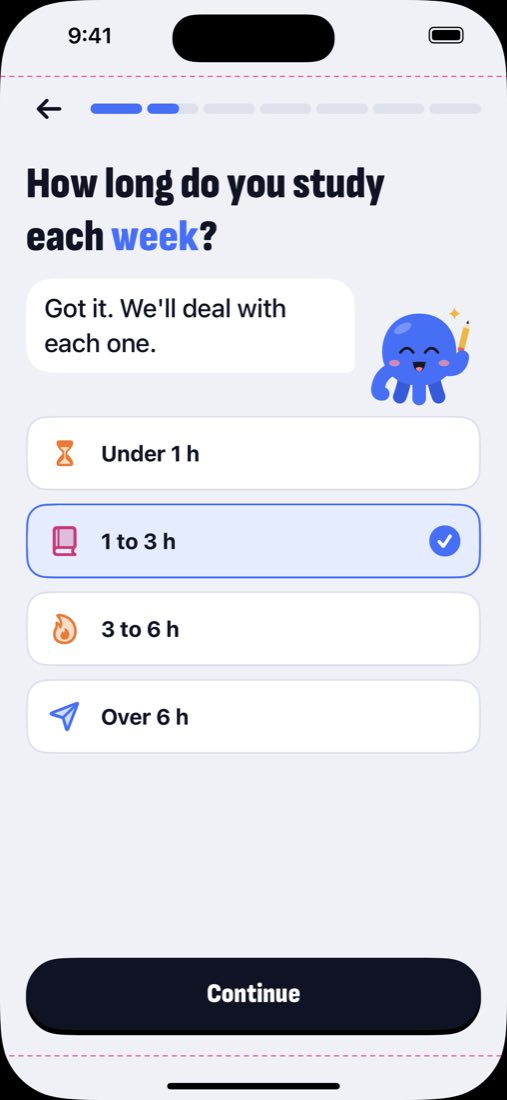 9:41
How long do you study
each week?
Got it. We'll deal with
each one.
Under 1 h
1 to 3 h
3 to 6 h
Over 6 h
Continue